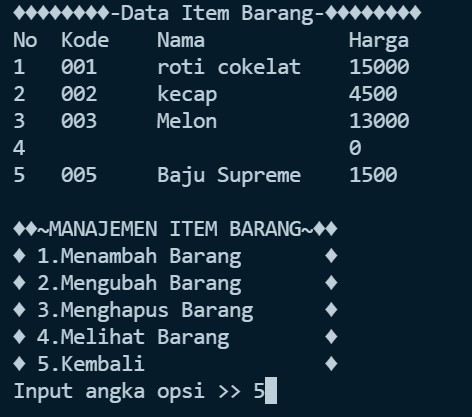 ♦♦♦♦♦♦♦♦-Data Item Barang-♦♦♦♦♦♦♦♦
No Kode Nama Harga
1 001 roti cokelat 15000
2 002 kecap 4500
3 003 Melon 13000
4 0
5 005 Baju Supreme 1500
♦♦~MANAJEMEN ITEM BARANG~♦♦
♦ 1.Menambah Barang ♦
♦ 2.Mengubah Barang ♦
♦ 3.Menghapus Barang ♦
♦ 4.Melihat Barang ♦
♦ 5.Kembali ♦
Input angka opsi >> 5